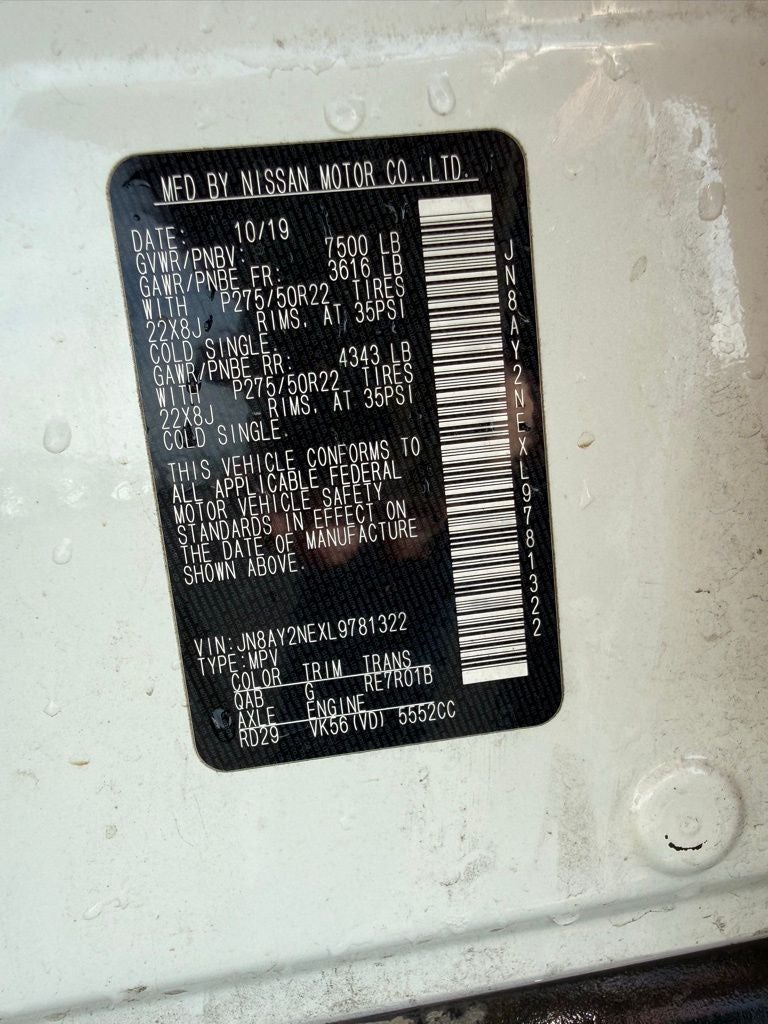 MFD BY NISSAN MOTOR CO.,LTD.
DATE: 10/19
GVWR/PNBV: 7500 LB
GAWR/PNBE FR: 3616 LB
WITH P275/50R22 TIRES
22X8J RIMS, AT 35PSI
COLD SINGLE.
GAWR/PNBE RR: 4343 LB
WITH P275/50R22 TIRES
22X8J RIMS, AT 35PSI
COLD SINGLE.
THIS VEHICLE CONFORMS TO
ALL APPLICABLE FEDERAL
MOTOR VEHICLE SAFETY
STANDARDS IN EFFECT ON
THE DATE OF MANUFACTURE
SHOWN ABOVE.
VIN:JN8AY2NEXL9781322
TYPE:MPV
COLOR TRIM TRANS
QAB G RE7R01B
AXLE ENGINE
RD29 VK56(VD) 5552CC
JN8AY2NEXL9781322